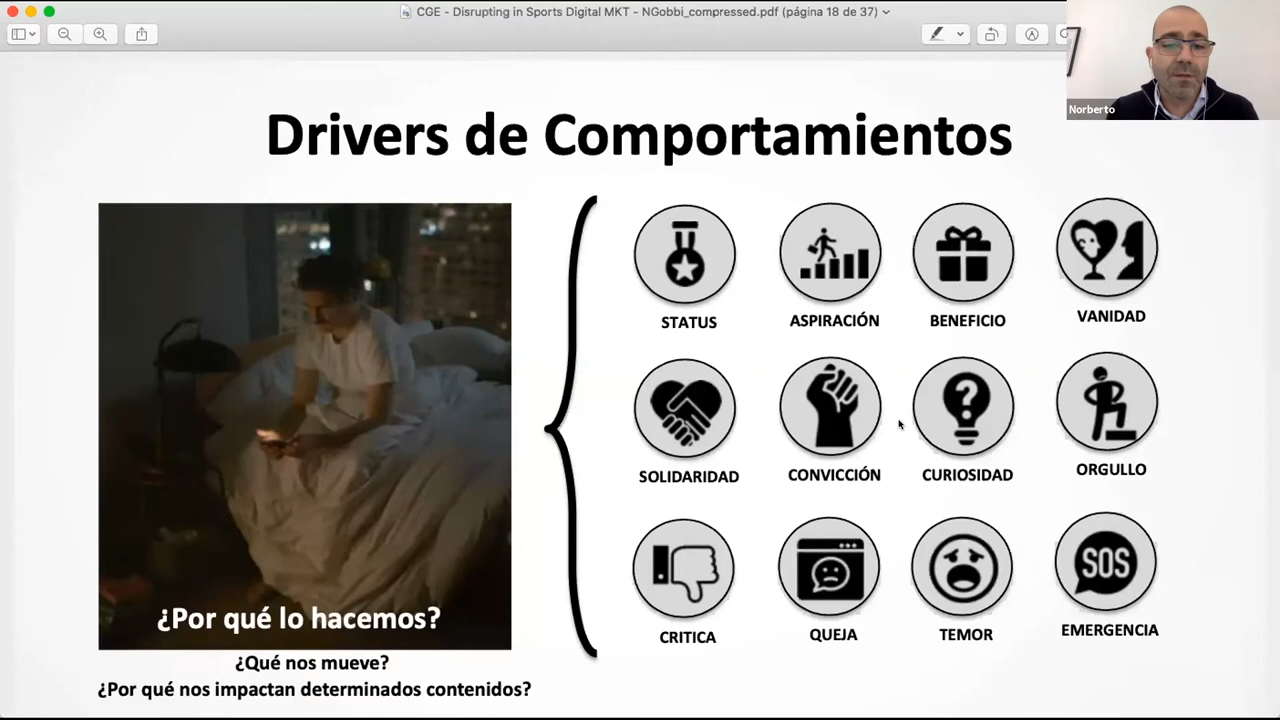 CGE - Disrupting in Sports Digital MKT - NGobbi_compressed.pdf (página 18 de 37)
Norberto
Drivers de Comportamientos
STATUS
ASPIRACIÓN
BENEFICIO
VANIDAD
SOLIDARIDAD
CONVICCIÓN
CURIOSIDAD
ORGULLO
SOS
CRITICA
QUEJA
TEMOR
EMERGENCIA
¿Por qué lo hacemos?
¿Qué nos mueve?
¿Por qué nos impactan determinados contenidos?